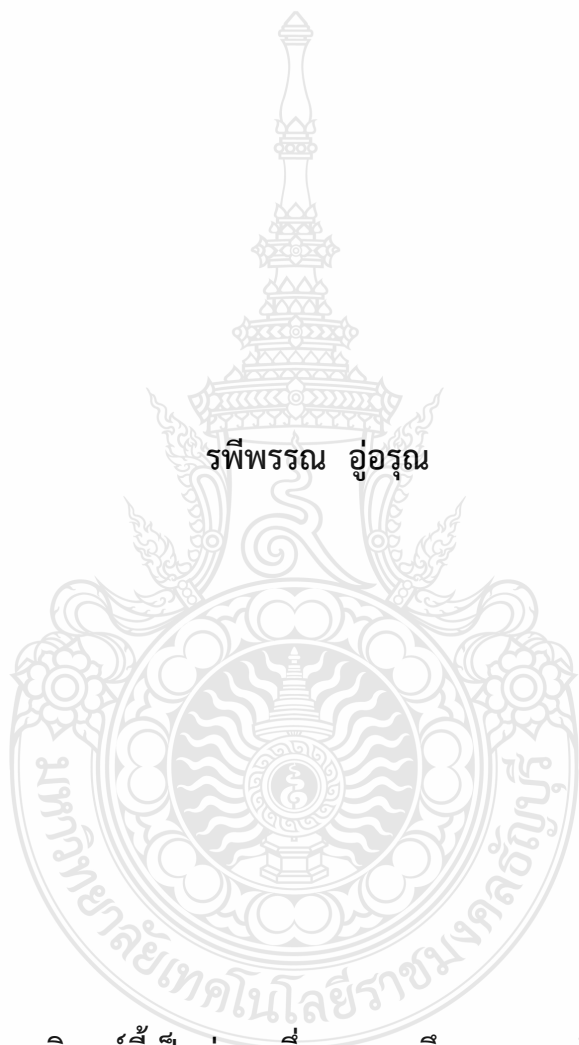 รพีพรรณ อู่อรุณ
มหาวิทยาลัยเทคโนโลยีราชมงคลธัญบุรี